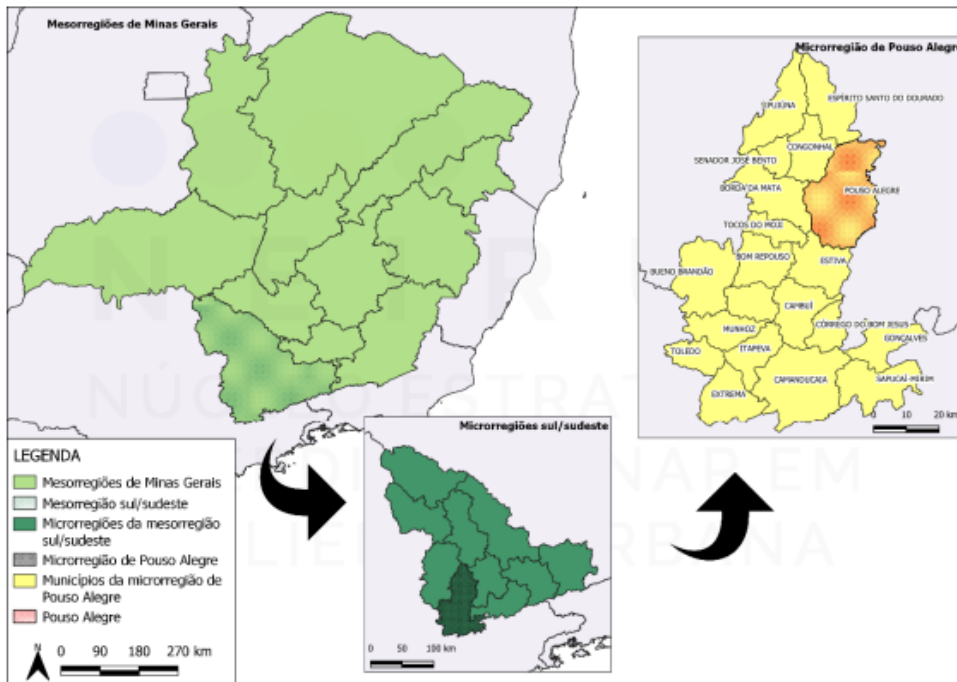 Mesorregiões de Minas Gerais
Microrregião de Pouso Alegre
ESPÍRITO SANTO DO DOURADO
IPUIÚNA
CONGONHAL
SENADOR JOSÉ BENTO
BORDA DA MATA
POUSO ALEGRE
TOCOS DO MOJI
BOM REPOUSO
ESTIVA
BUENO BRANDÃO
CAMBUÍ
CÓRREGO DO BOM JESUS
MUNHOZ
GONÇALVES
TOLEDO
ITAPEVA
CAMANDUCAIA
SAPUCAÍ-MIRIM
EXTREMA
0 10 20 km
Microrregiões sul/sudeste
0 50 100 km
LEGENDA
Mesorregiões de Minas Gerais
Mesorregião sul/sudeste
Microrregiões da mesorregião
sul/sudeste
Microrregião de Pouso Alegre
Municípios da microrregião de
Pouso Alegre
Pouso Alegre
N
0 90 180 270 km